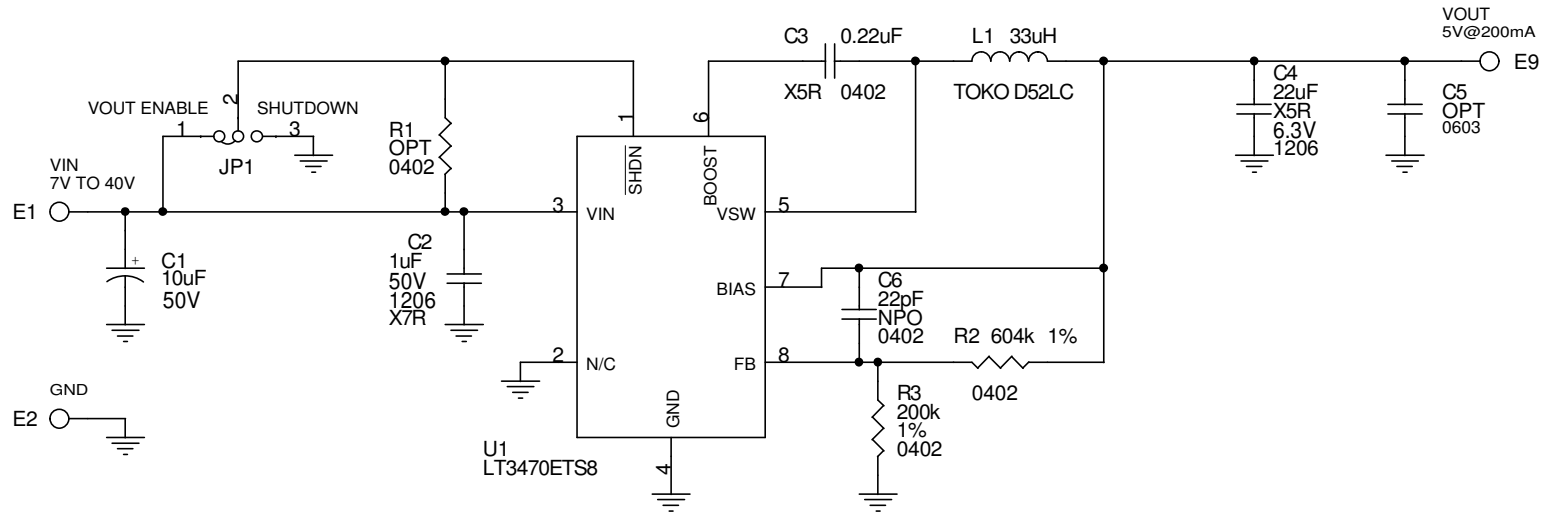 VOUT
5V@200mA
E9
C3 0.22uF
X5R 0402
L1 33uH
TOKO D52LC
C4
22uF
X5R
6.3V
1206
C5
OPT
0603
VOUT ENABLE
2
SHUTDOWN
1
3
JP1
R1
OPT
0402
1
6
SHDN
BOOST
VIN
7V TO 40V
E1
3
VIN
VSW
5
C1
+
10uF
50V
C2
1uF
50V
1206
X7R
BIAS
7
C6
22pF
NPO
0402
R2 604k 1%
0402
2
N/C
FB
8
R3
200k
1%
0402
GND
E2
GND
4
U1
LT3470ETS8